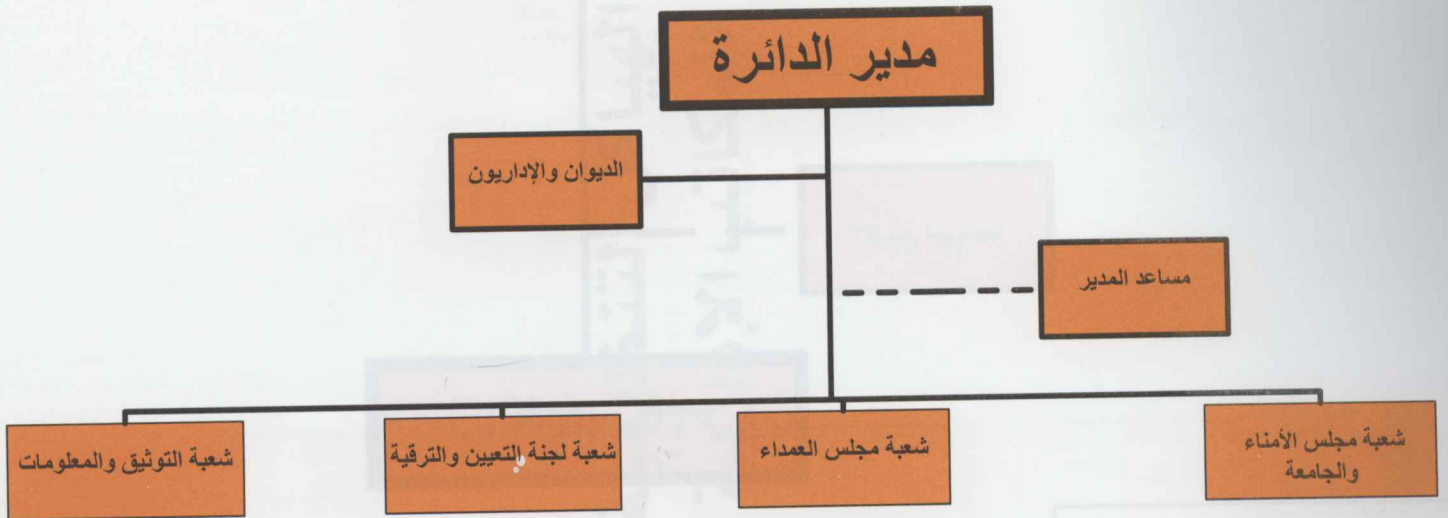 مدير الدائرة
الديوان والإداريون
مساعد المدير
شعبة مجلس الأمناء
والجامعة
شعبة مجلس العمداء
شعبة لجنة التعيين والترقية
شعبة التوثيق والمعلومات